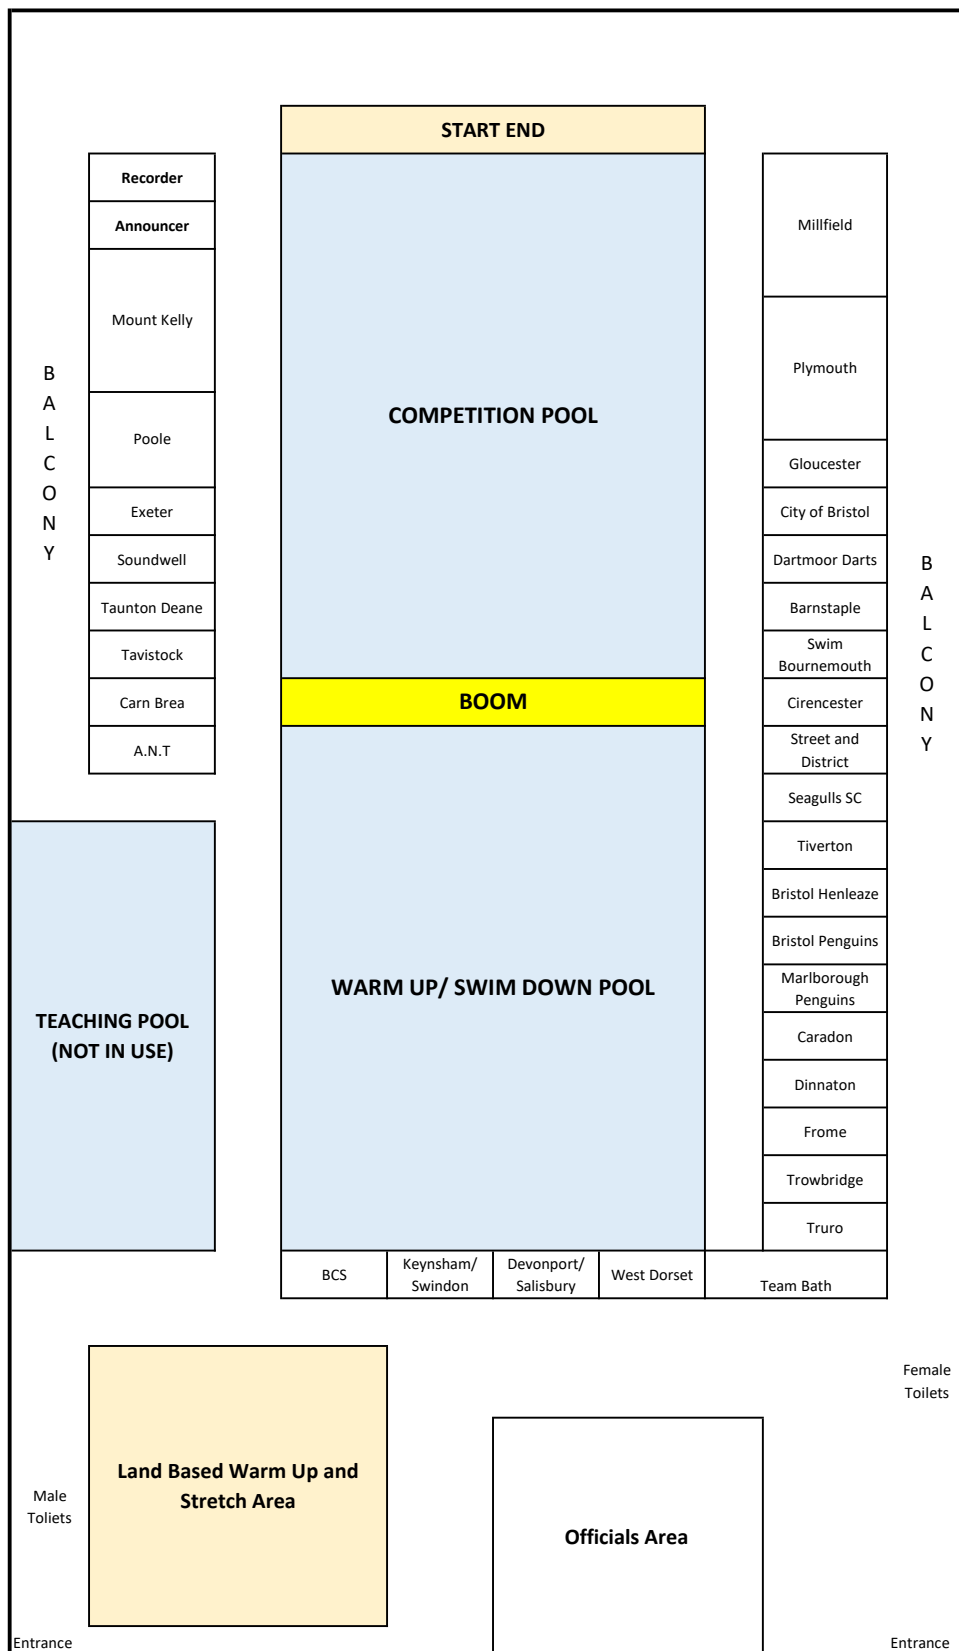 START END
Recorder
Announcer
Mount Kelly
Poole
Exeter
Soundwell
Taunton Deane
Tavistock
Carn Brea
A.N.T
B
A
L
C
O
N
Y
COMPETITION POOL
BOOM
WARM UP/ SWIM DOWN POOL
TEACHING POOL
(NOT IN USE)
Millfield
Plymouth
Gloucester
City of Bristol
Dartmoor Darts
Barnstaple
Swim
Bournemouth
Cirencester
Street and
District
Seagulls SC
Tiverton
Bristol Henleaze
Bristol Penguins
Marlborough
Penguins
Caradon
Dinnaton
Frome
Trowbridge
Truro
B
A
L
C
O
N
Y
BCS
Keynsham/
Swindon
Devonport/
Salisbury
West Dorset
Team Bath
Female
Toilets
Land Based Warm Up and
Stretch Area
Male
Toliets
Officials Area
Entrance
Entrance